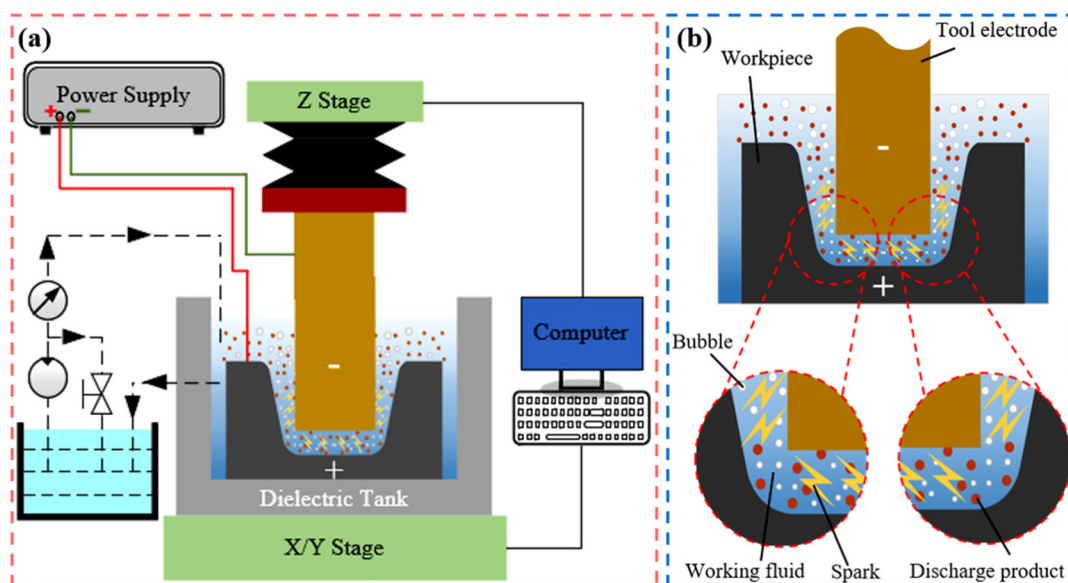 (a)
Power Supply
+ −
Z Stage
-
Computer
+
Dielectric Tank
X/Y Stage
(b)
Tool electrode
Workpiece
-
+
Bubble
Working fluid
Spark
Discharge product